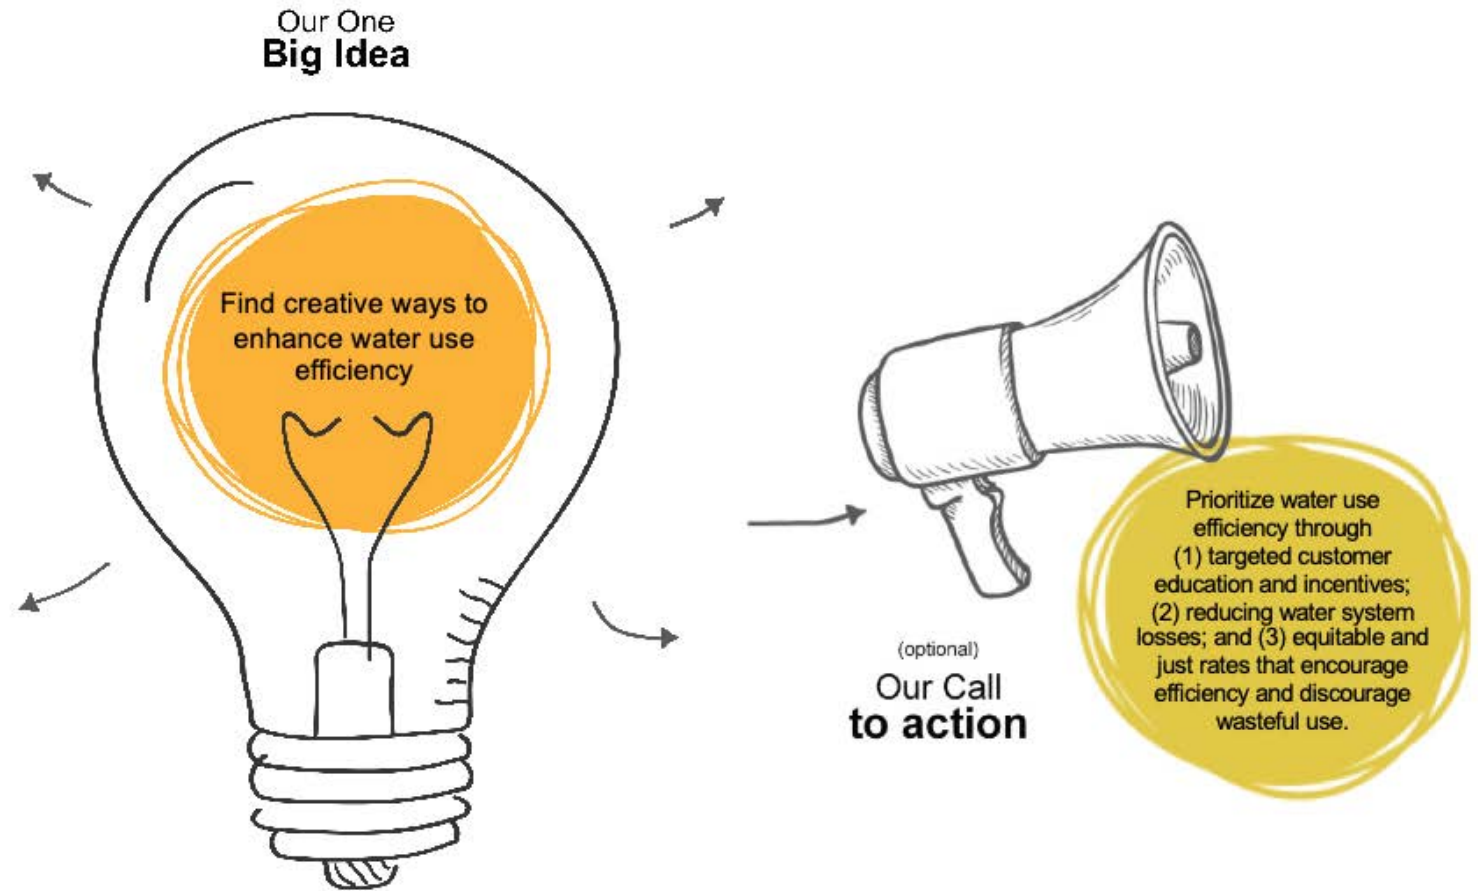 Our One
Big Idea
Find creative ways to
enhance water use
efficiency
Prioritize water use
efficiency through
(1) targeted customer
education and incentives;
(2) reducing water system
losses; and (3) equitable and
just rates that encourage
efficiency and discourage
wasteful use.
(optional)
Our Call
to action